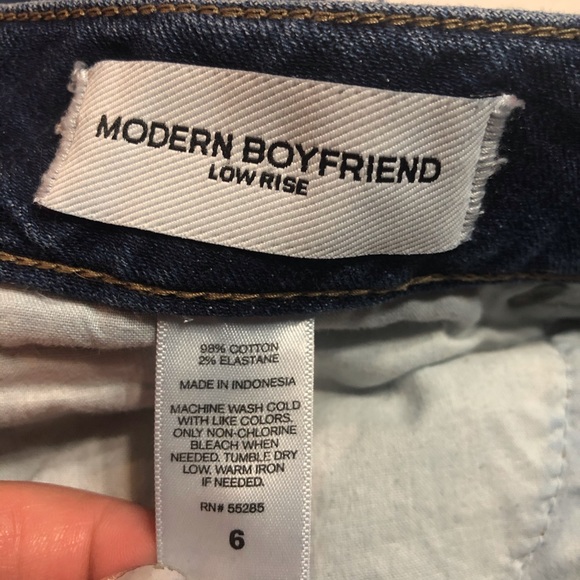 MODERN BOYFRIEND
LOW RISE
98% COTTON
2% ELASTANE
MADE IN INDONESIA
MACHINE WASH COLD
WITH LIKE COLORS.
ONLY NON-CHLORINE
BLEACH WHEN
NEEDED. TUMBLE DRY
LOW. WARM IRON
IF NEEDED.
RN# 55285
6